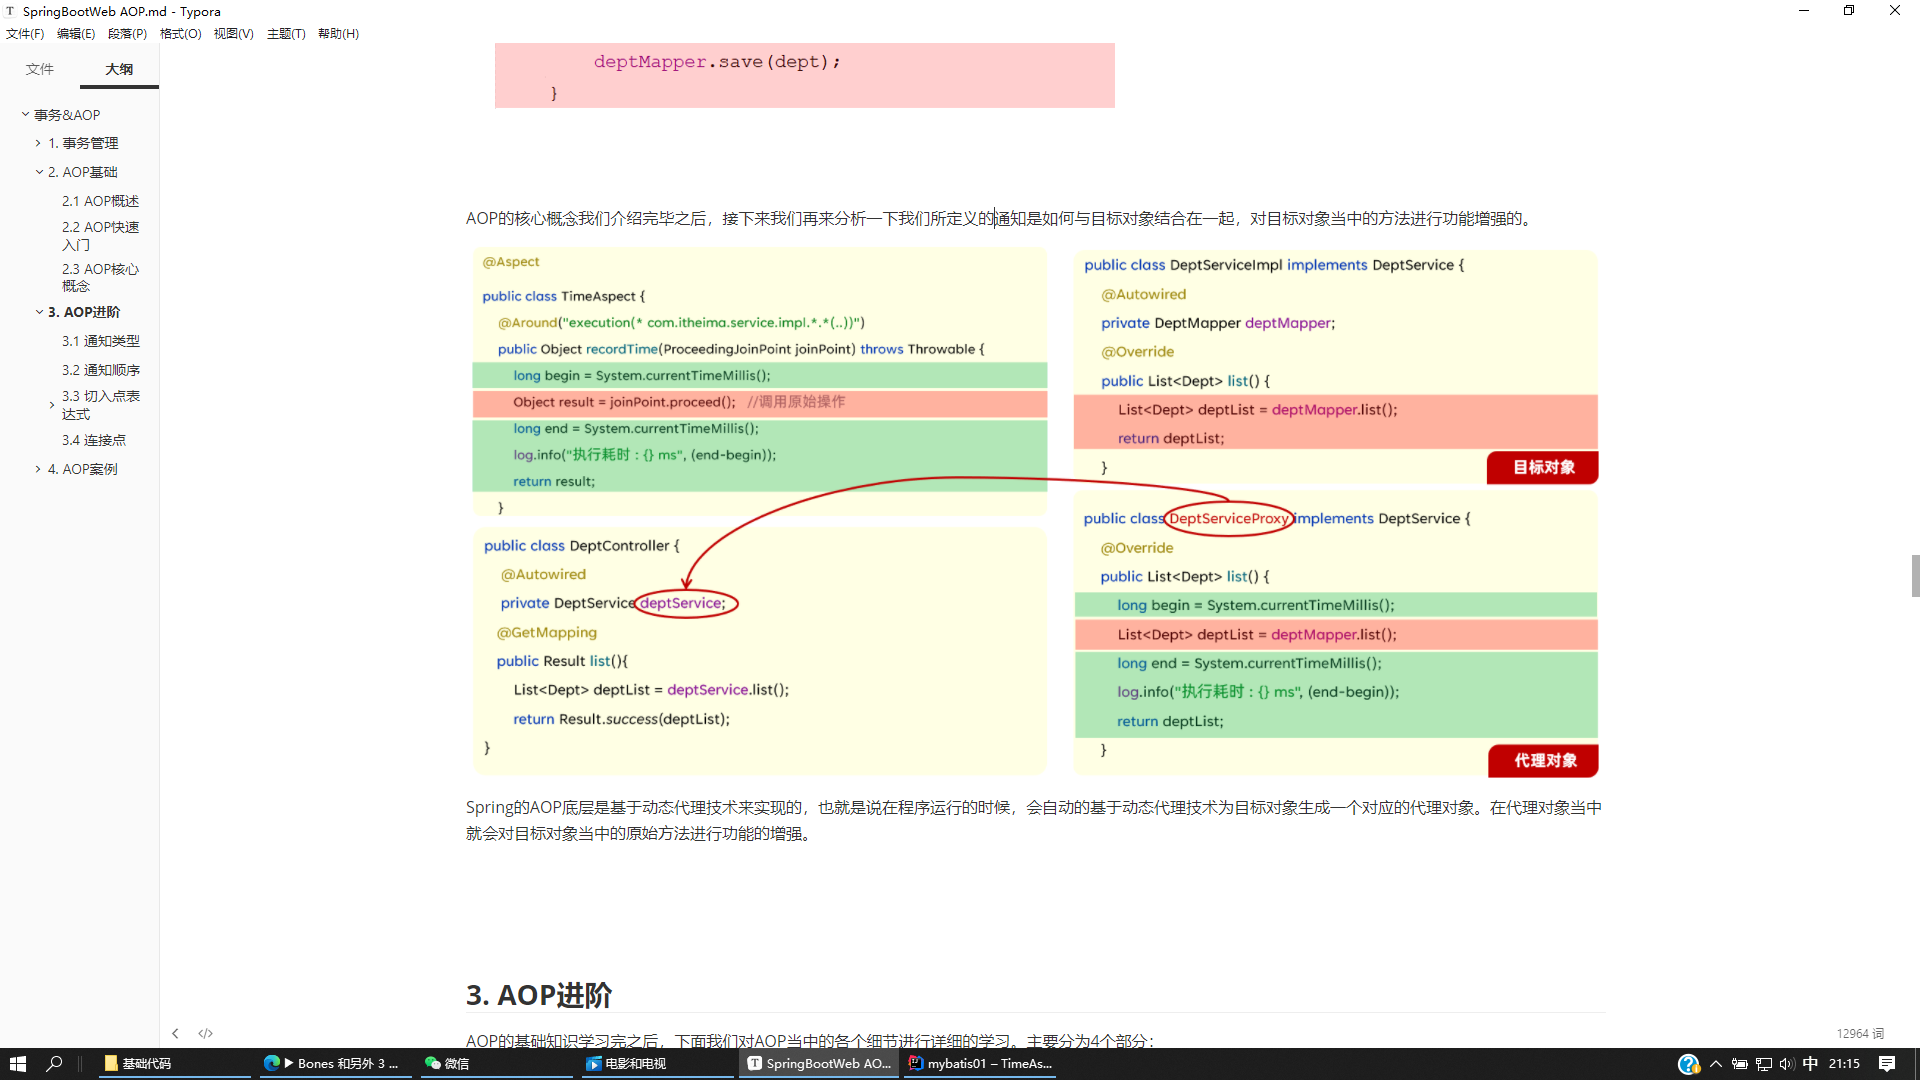 SpringBootWeb AOP.md - Typora
文件(F) 编辑(E) 段落(P) 格式(O) 视图(V) 主题(T) 帮助(H)
文件 大纲
事务&AOP
1. 事务管理
2. AOP基础
2.1 AOP概述
2.2 AOP快速
入门
2.3 AOP核心
概念
3. AOP进阶
3.1 通知类型
3.2 通知顺序
3.3 切入点表
达式
3.4 连接点
4. AOP案例
deptMapper.save(dept);
}
AOP的核心概念我们介绍完毕之后，接下来我们再来分析一下我们所定义的通知是如何与目标对象结合在一起，对目标对象当中的方法进行功能增强的。
@Aspect
public class TimeAspect {
@Around("execution(* com.itheima.service.impl.*.*(..))")
public Object recordTime(ProceedingJoinPoint joinPoint) throws Throwable {
long begin = System.currentTimeMillis();
Object result = joinPoint.proceed(); //调用原始操作
long end = System.currentTimeMillis();
log.info("执行耗时 : {} ms", (end-begin));
return result;
}
public class DeptController {
@Autowired
private DeptService deptService;
@GetMapping
public Result list(){
List<Dept> deptList = deptService.list();
return Result.success(deptList);
}
public class DeptServiceImpl implements DeptService {
@Autowired
private DeptMapper deptMapper;
@Override
public List<Dept> list() {
List<Dept> deptList = deptMapper.list();
return deptList;
}
目标对象
public class DeptServiceProxy implements DeptService {
@Override
public List<Dept> list() {
long begin = System.currentTimeMillis();
List<Dept> deptList = deptMapper.list();
long end = System.currentTimeMillis();
log.info("执行耗时 : {} ms", (end-begin));
return deptList;
}
代理对象
Spring的AOP底层是基于动态代理技术来实现的，也就是说在程序运行的时候，会自动的基于动态代理技术为目标对象生成一个对应的代理对象。在代理对象当中
就会对目标对象当中的原始方法进行功能的增强。
3. AOP进阶
AOP的基础知识学习完之后，下面我们对AOP当中的各个细节进行详细的学习。主要分为4个部分：
12964 词
基础代码
Bones 和另外 3 ...
微信
电影和电视
SpringBootWeb AO...
mybatis01 – TimeAs...
中
21:15